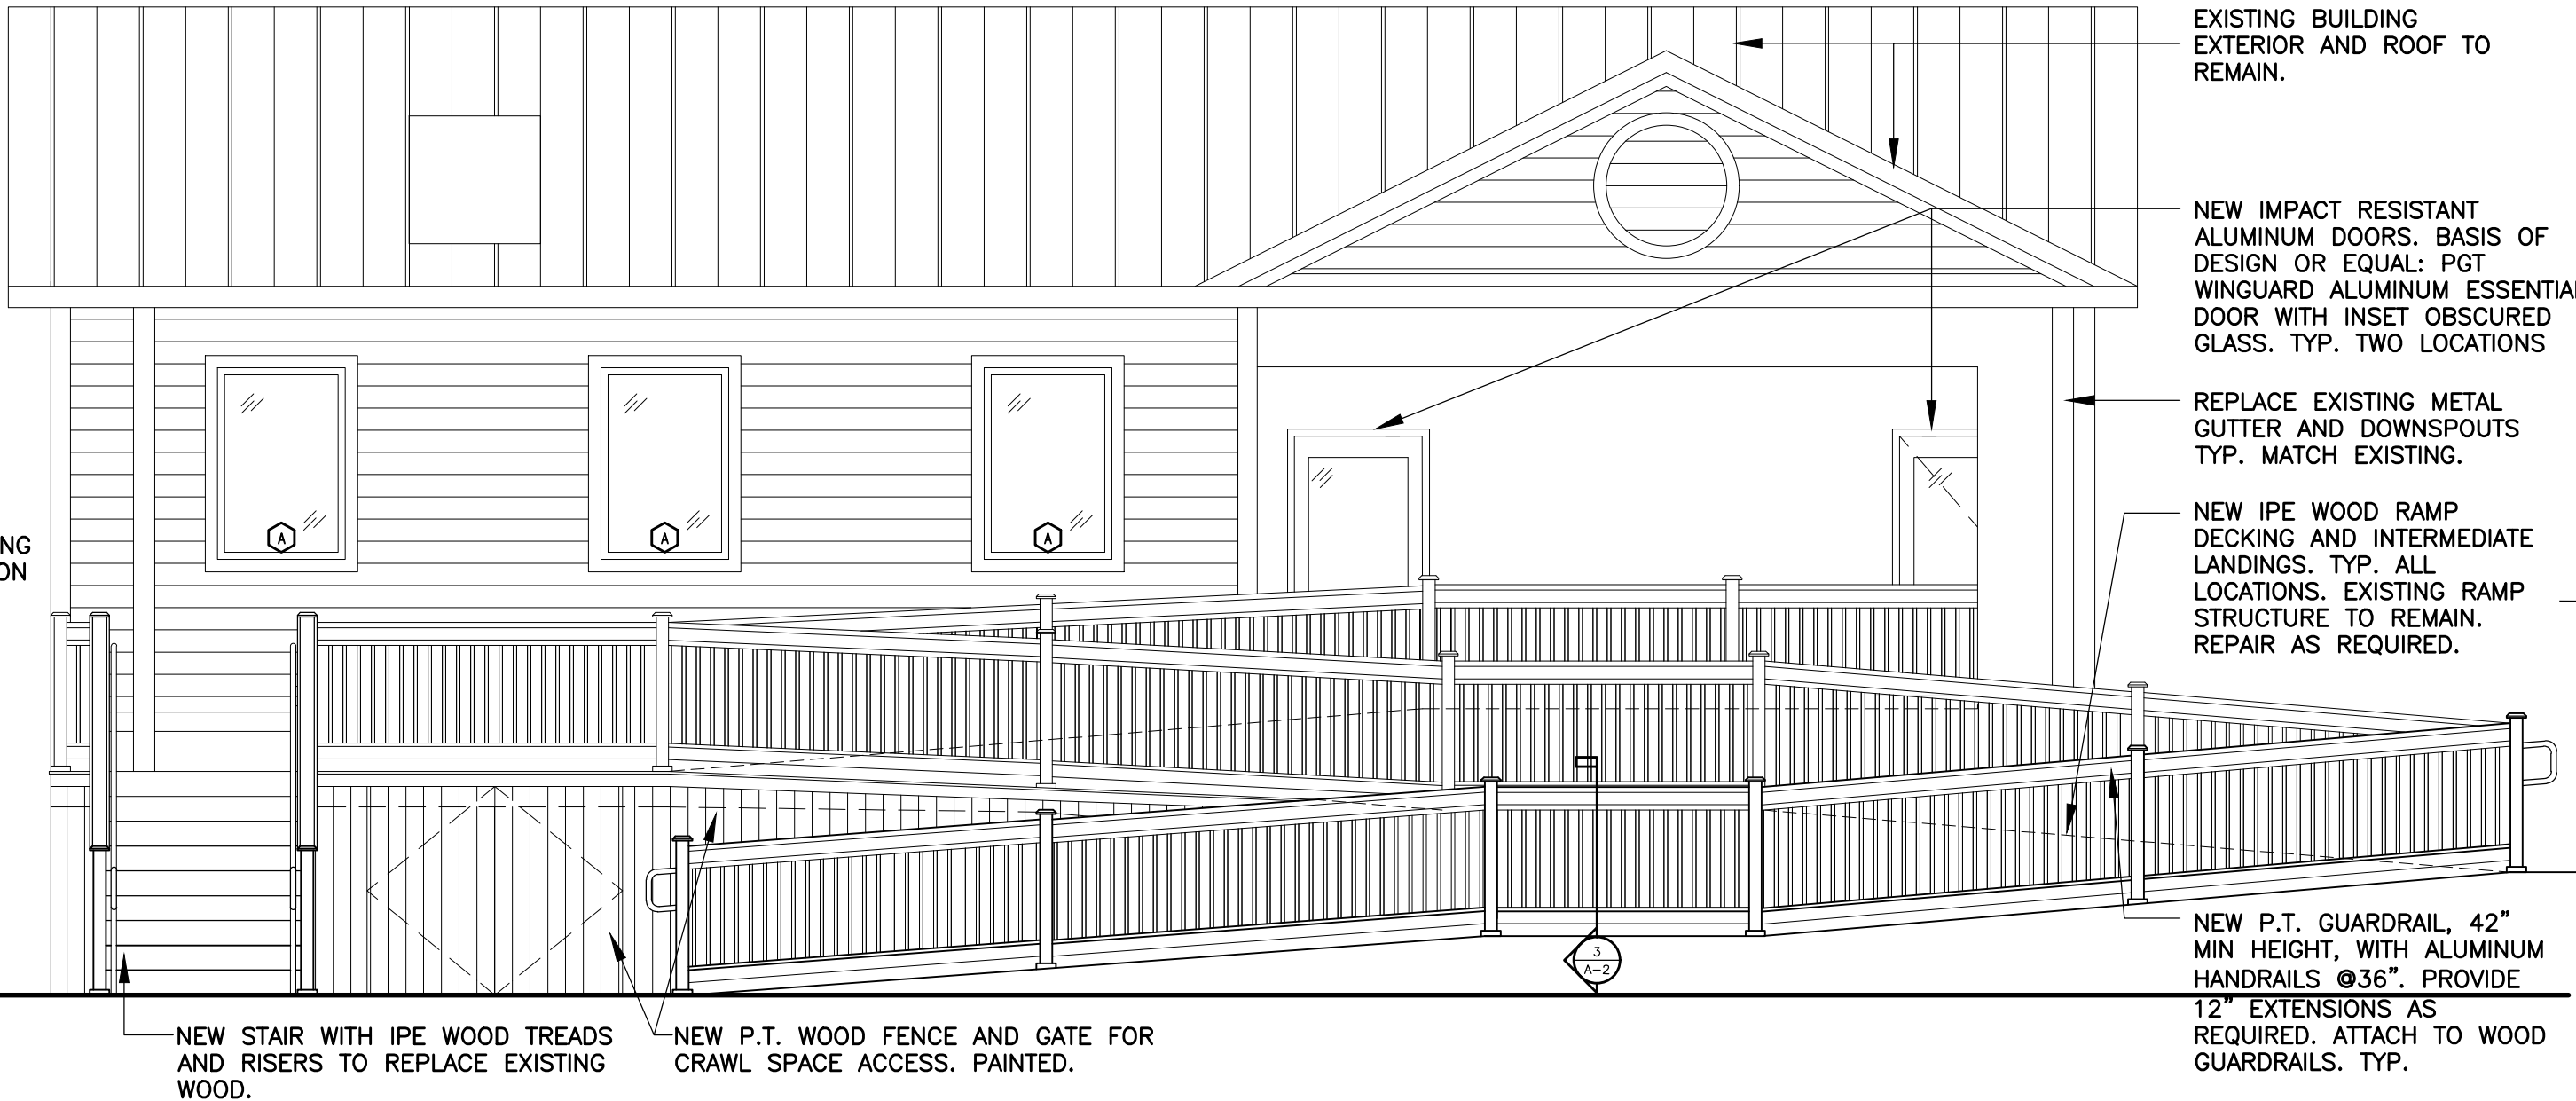 EXISTING BUILDING
EXTERIOR AND ROOF TO
REMAIN.
NEW IMPACT RESISTANT
ALUMINUM DOORS. BASIS OF
DESIGN OR EQUAL: PGT
WINGUARD ALUMINUM ESSENTIAL
DOOR WITH INSET OBSCURED
GLASS. TYP. TWO LOCATIONS
REPLACE EXISTING METAL
GUTTER AND DOWNSPOUTS
TYP. MATCH EXISTING.
NEW IPE WOOD RAMP
DECKING AND INTERMEDIATE
LANDINGS. TYP. ALL
LOCATIONS. EXISTING RAMP
STRUCTURE TO REMAIN.
REPAIR AS REQUIRED.
NG
ON
A
A
A
3
A-2
NEW P.T. GUARDRAIL, 42”
MIN HEIGHT, WITH ALUMINUM
HANDRAILS @36”. PROVIDE
12” EXTENSIONS AS
REQUIRED. ATTACH TO WOOD
GUARDRAILS. TYP.
NEW STAIR WITH IPE WOOD TREADS
AND RISERS TO REPLACE EXISTING
WOOD.
NEW P.T. WOOD FENCE AND GATE FOR
CRAWL SPACE ACCESS. PAINTED.